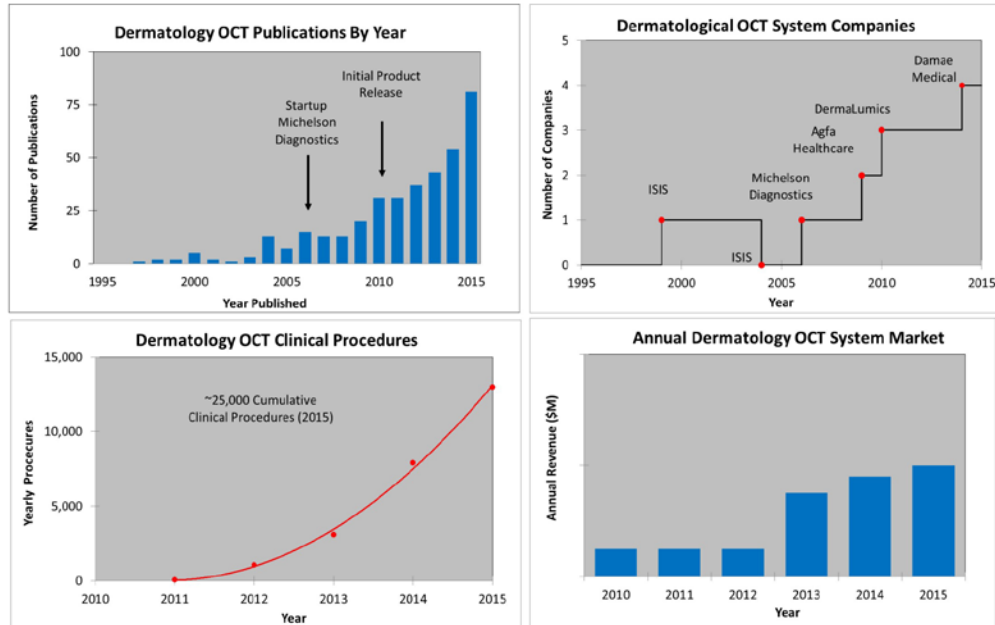 Dermatology OCT Publications By Year
100
75
50
25
0
Number of Publications
Startup
Michelson
Diagnostics
Initial Product
Release
1995
2000
2005
2010
2015
Year Published
Dermatological OCT System Companies
5
4
3
2
1
0
Number of Companies
ISIS
ISIS
Michelson
Diagnostics
Agfa
Healthcare
DermaLumics
Damae
Medical
1995
2000
2005
2010
2015
Year
Dermatology OCT Clinical Procedures
15,000
10,000
5,000
0
Yearly Procecures
~25,000 Cumulative
Clinical Procedures (2015)
2010
2011
2012
2013
2014
2015
Year
Annual Dermatology OCT System Market
Annual Revenue ($M)
2010
2011
2012
2013
2014
2015
Year